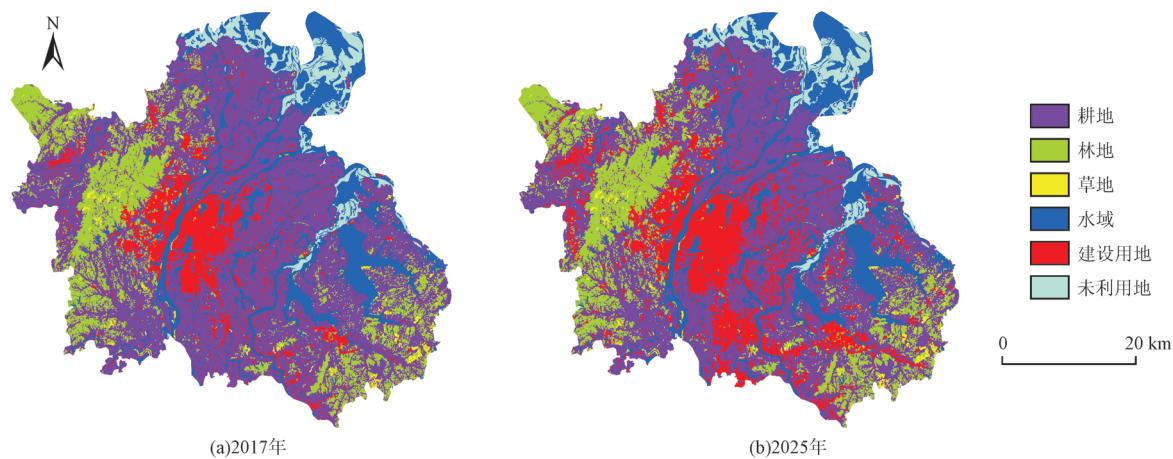 N
耕地
林地
草地
水域
建设用地
未利用地
0 20 km
(a)2017年
(b)2025年